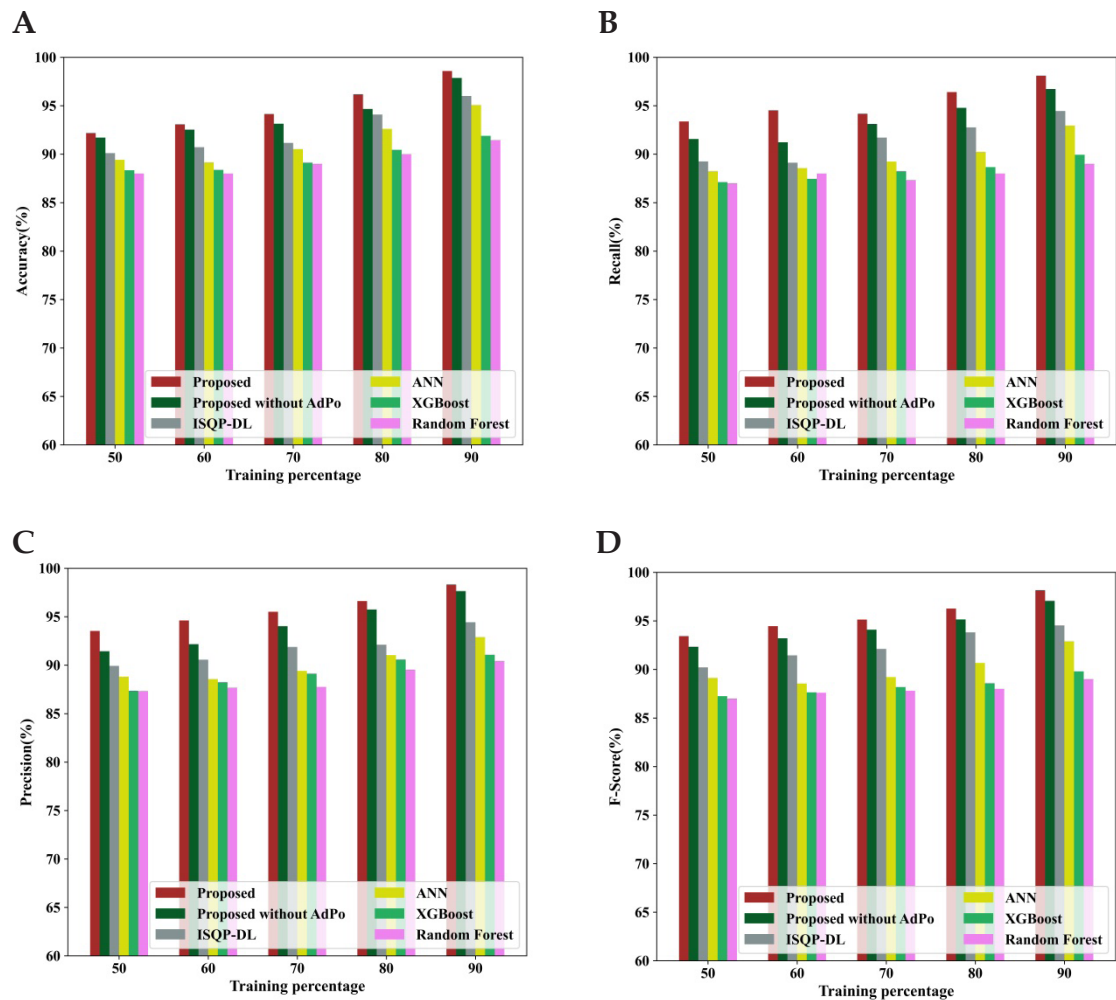 A
100
95
90
85
80
75
70
65
60
Accuracy(%)
Proposed
Proposed without AdPo
ISQP-DL
ANN
XGBoost
Random Forest
50 60 70 80 90
Training percentage
B
100
95
90
85
80
75
70
65
60
Recall(%)
Proposed
Proposed without AdPo
ISQP-DL
ANN
XGBoost
Random Forest
50 60 70 80 90
Training percentage
C
100
95
90
85
80
75
70
65
60
Precision(%)
Proposed
Proposed without AdPo
ISQP-DL
ANN
XGBoost
Random Forest
50 60 70 80 90
Training percentage
D
100
95
90
85
80
75
70
65
60
F-Score(%)
Proposed
Proposed without AdPo
ISQP-DL
ANN
XGBoost
Random Forest
50 60 70 80 90
Training percentage